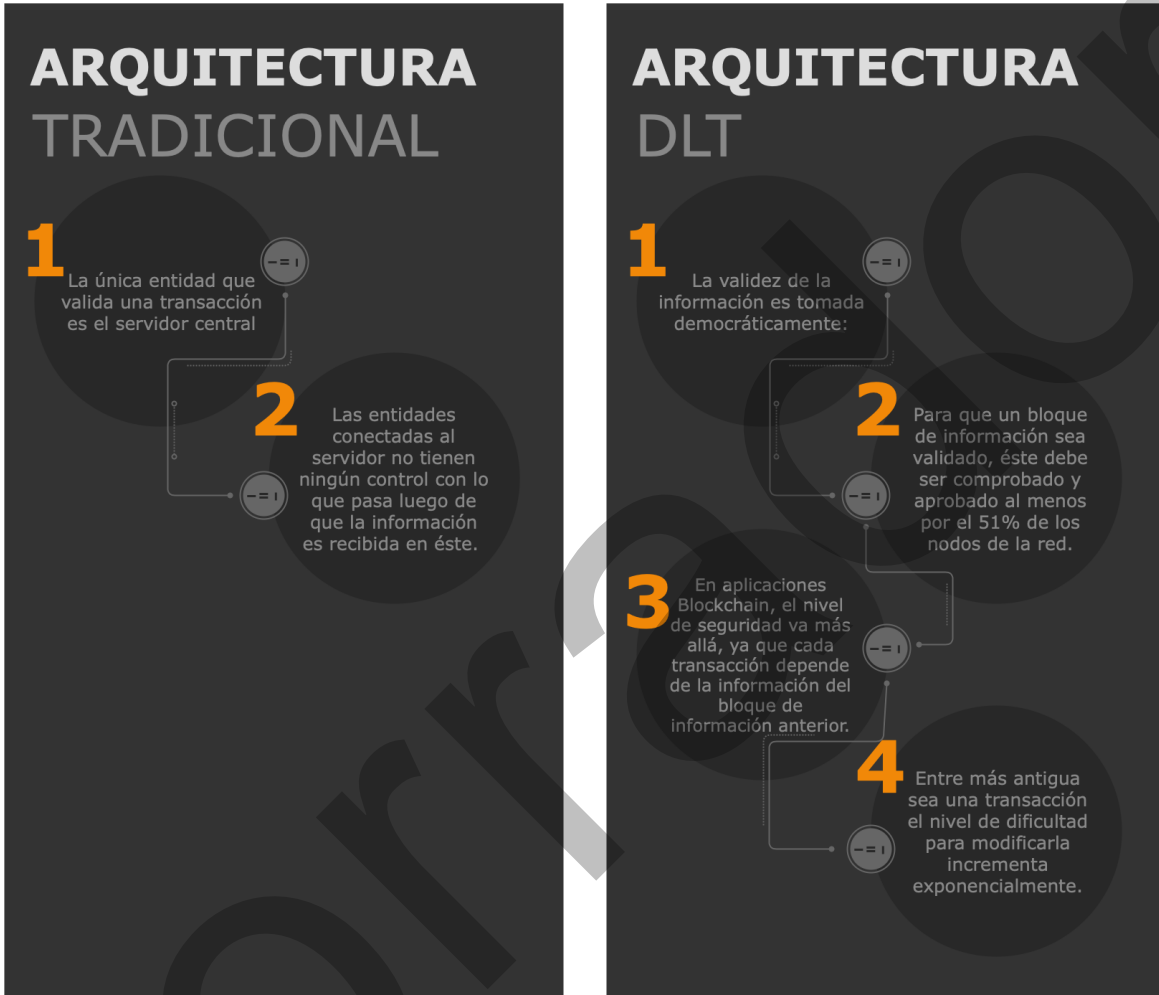 ARQUITECTURA
TRADICIONAL
1
La única entidad que
valida una transacción
es el servidor central
2
Las entidades
conectadas al
servidor no tienen
ningún control con lo
que pasa luego de
que la información
es recibida en éste.
ARQUITECTURA
DLT
1
La validez de la
información es tomada
democráticamente:
2
Para que un bloque
de información sea
validado, éste debe
ser comprobado y
aprobado al menos
por el 51% de los
nodos de la red.
3
En aplicaciones
Blockchain, el nivel
de seguridad va más
allá, ya que cada
transacción depende
de la información del
bloque de
información anterior.
4
Entre más antigua
sea una transacción
el nivel de dificultad
para modificarla
incrementa
exponencialmente.